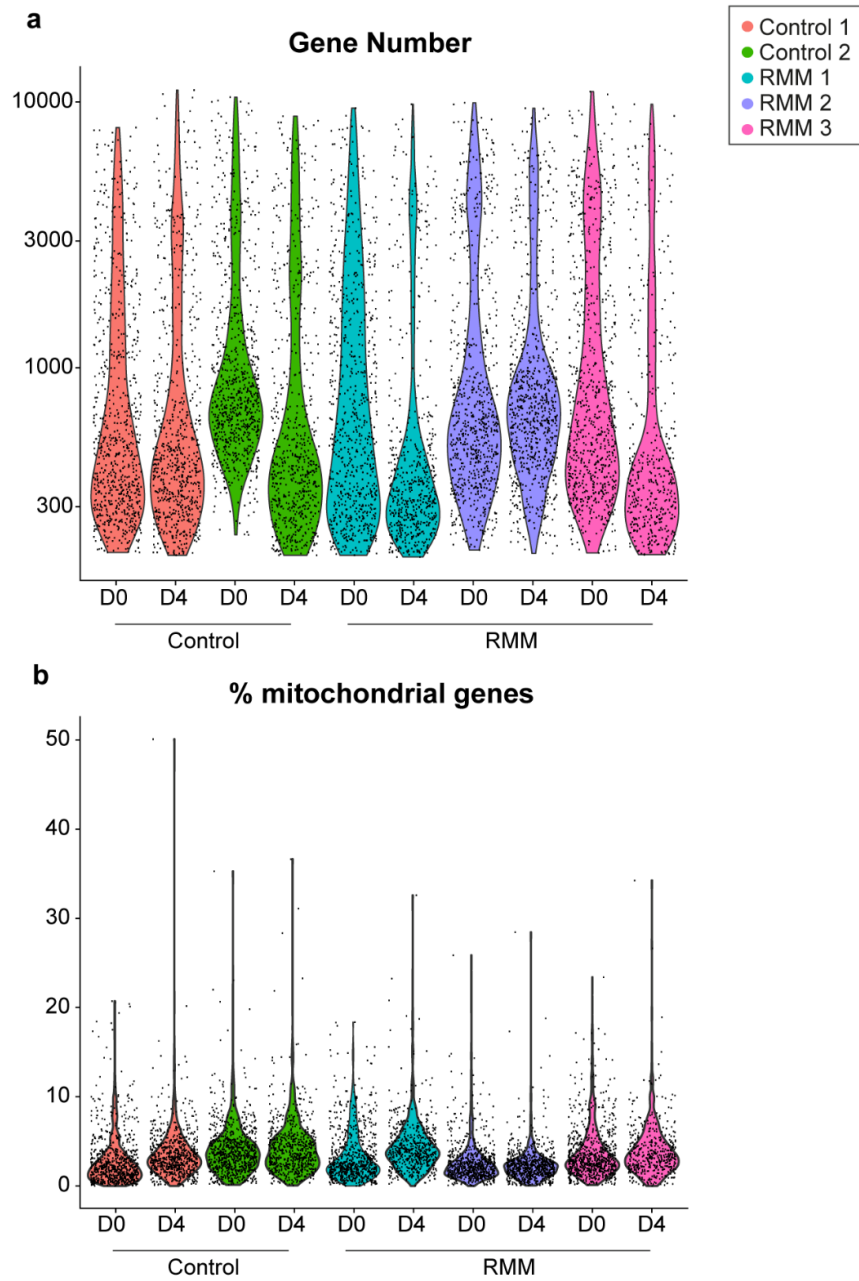 a
Gene Number
Control 1
Control 2
RMM 1
RMM 2
RMM 3
10000
3000
1000
300
D0 D4 D0 D4 D0 D4 D0 D4 D0 D4
Control RMM
b
% mitochondrial genes
50
40
30
20
10
0
D0 D4 D0 D4 D0 D4 D0 D4 D0 D4
Control RMM